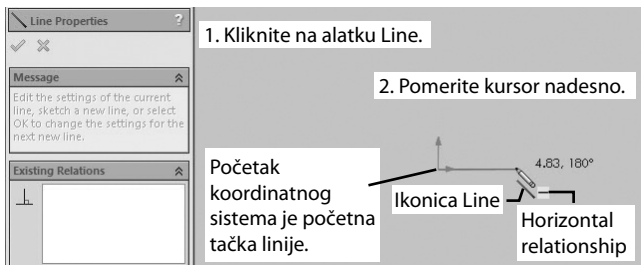 Line Properties ?
Message
Edit the settings of the current
line, sketch a new line, or select
OK to change the settings for the
next new line.
Existing Relations
1. Kliknite na alatku Line.
2. Pomerite kursor nadesno.
4.83, 180°
Početak
koordinatnog
sistema je početna
tačka linije.
Ikonica Line
Horizontal
relationship